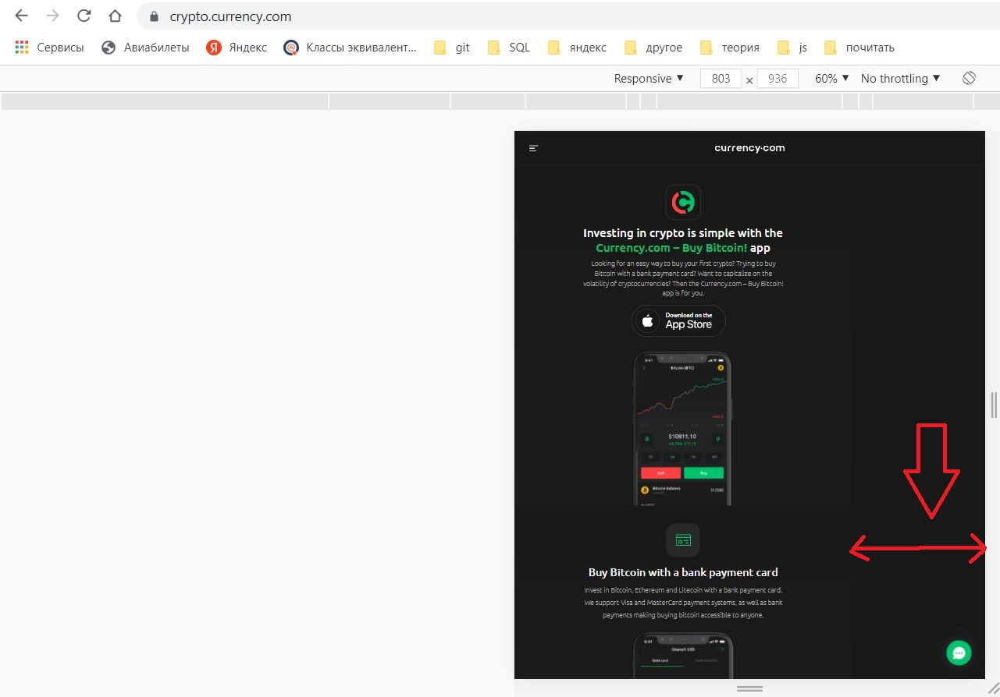 crypto.currency.com
Сервисы Авиабилеты Яндекс Классы эквивалент... git SQL яндекс другое теория js почитать
Responsive ▼ 803 × 936 60% ▼ No throttling ▼
currency.com
Investing in crypto is simple with the
Currency.com – Buy Bitcoin! app
Looking for an easy way to buy your first crypto? Trying to buy
Bitcoin with a bank payment card? Want to capitalize on the
volatility of cryptocurrencies? Then the Currency.com – Buy Bitcoin!
app is for you.
Download on the
App Store
9:41
Bitcoin (BTC)
$10811.10
Sell Buy
Bitcoin balance $12000
Buy Bitcoin with a bank payment card
Invest in Bitcoin, Ethereum and Litecoin with a bank payment card.
We support Visa and MasterCard payment systems, as well as bank
payments making buying bitcoin accessible to anyone.
9:41
Deposit USD
Bank card Bank transfer